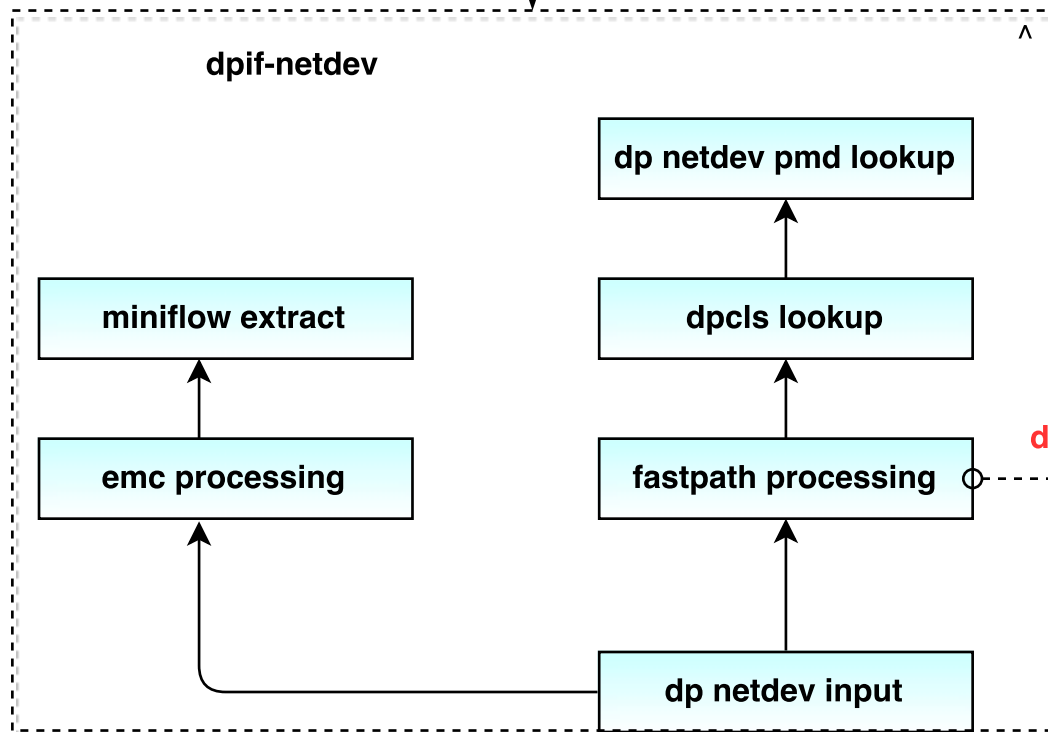 dpif-netdev
dp netdev pmd lookup
miniflow extract
dpcls lookup
d
emc processing
fastpath processing
dp netdev input